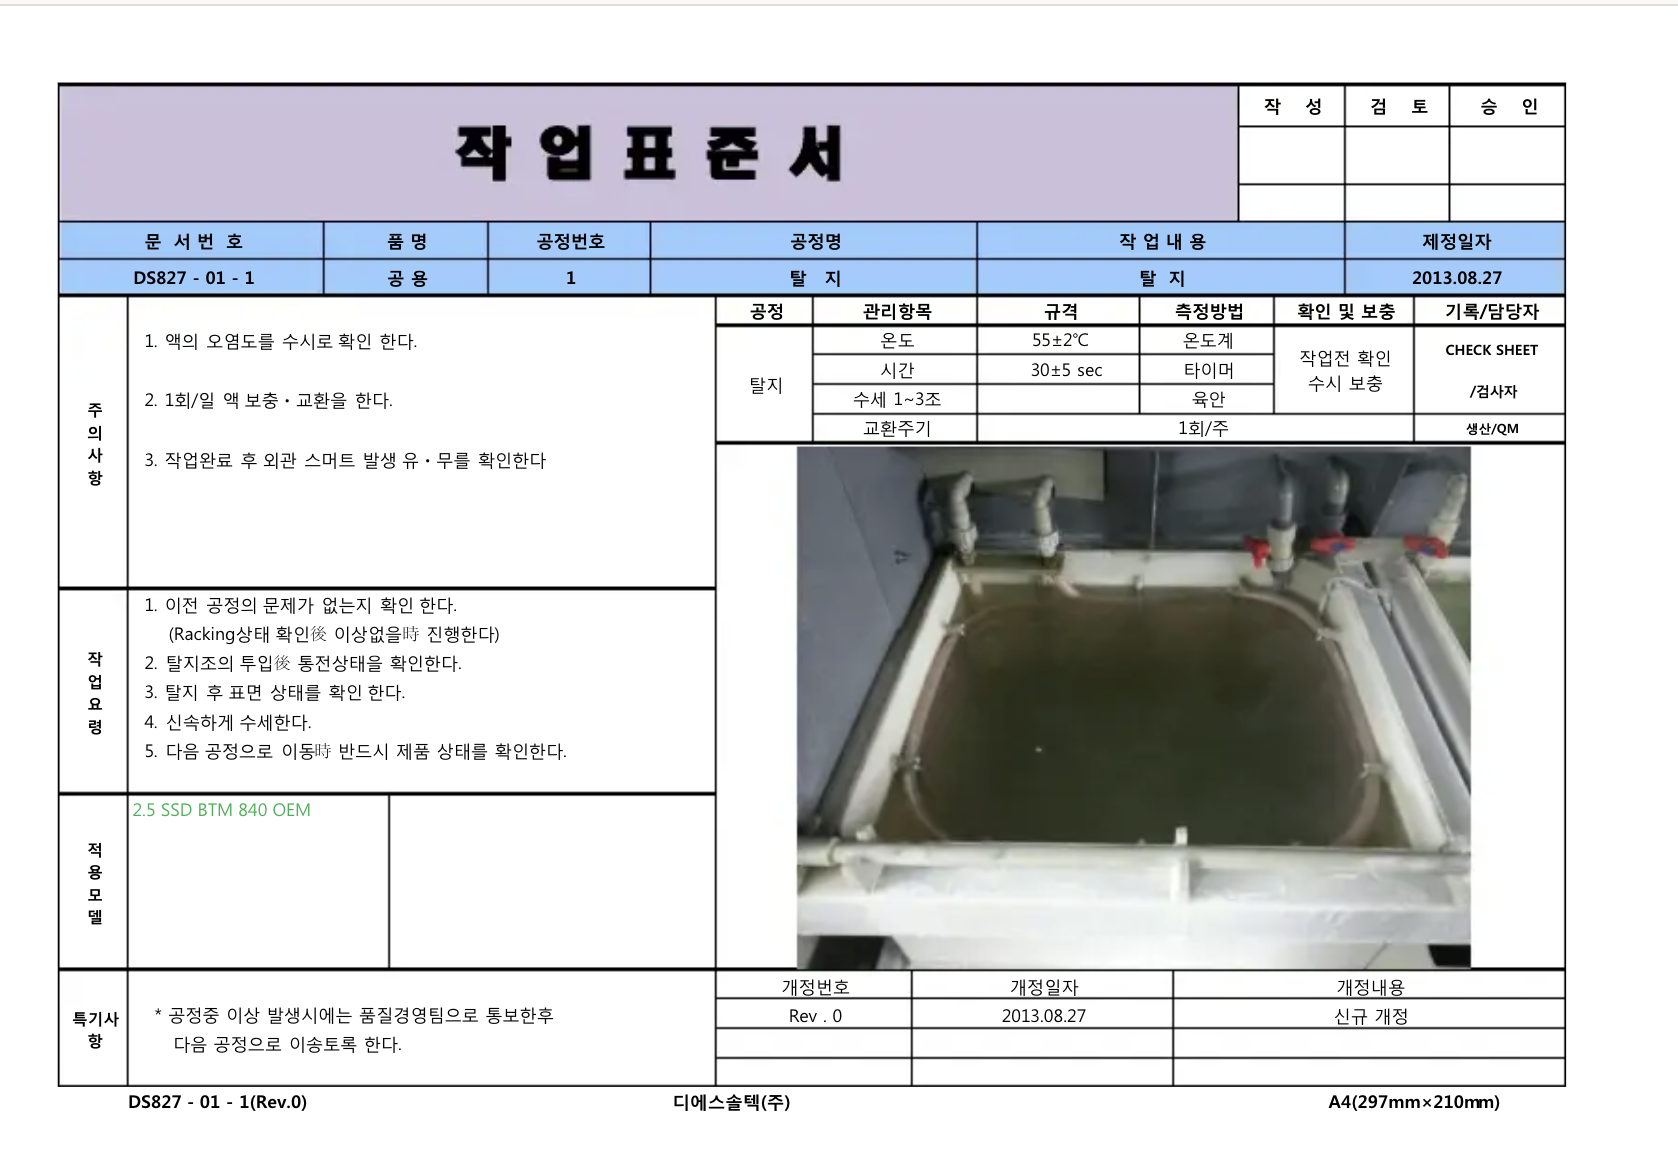 작업표준서
작 성 검 토 승 인
문 서 번 호 품 명 공정번호 공정명 작 업 내 용 제정일자
DS827 - 01 - 1 공 용 1 탈 지 탈 지 2013.08.27
주의사항
1. 액의 오염도를 수시로 확인 한다.
2. 1회/일 액 보충・교환을 한다.
3. 작업완료 후 외관 스머트 발생 유・무를 확인한다
공정 관리항목 규격 측정방법 확인 및 보충 기록/담당자
탈지
온도 55±2℃ 온도계
시간 30±5 sec 타이머
수세 1~3조 육안
작업전 확인
수시 보충
CHECK SHEET
/검사자
교환주기 1회/주 생산/QM
작업요령
1. 이전 공정의 문제가 없는지 확인 한다.
(Racking상태 확인後 이상없을時 진행한다)
2. 탈지조의 투입後 통전상태을 확인한다.
3. 탈지 후 표면 상태를 확인 한다.
4. 신속하게 수세한다.
5. 다음 공정으로 이동時 반드시 제품 상태를 확인한다.
적용모델
2.5 SSD BTM 840 OEM
특기사항
* 공정중 이상 발생시에는 품질경영팀으로 통보한후
다음 공정으로 이송토록 한다.
개정번호 개정일자 개정내용
Rev . 0 2013.08.27 신규 개정
DS827 - 01 - 1(Rev.0) 디에스솔텍(주) A4(297mm×210mm)